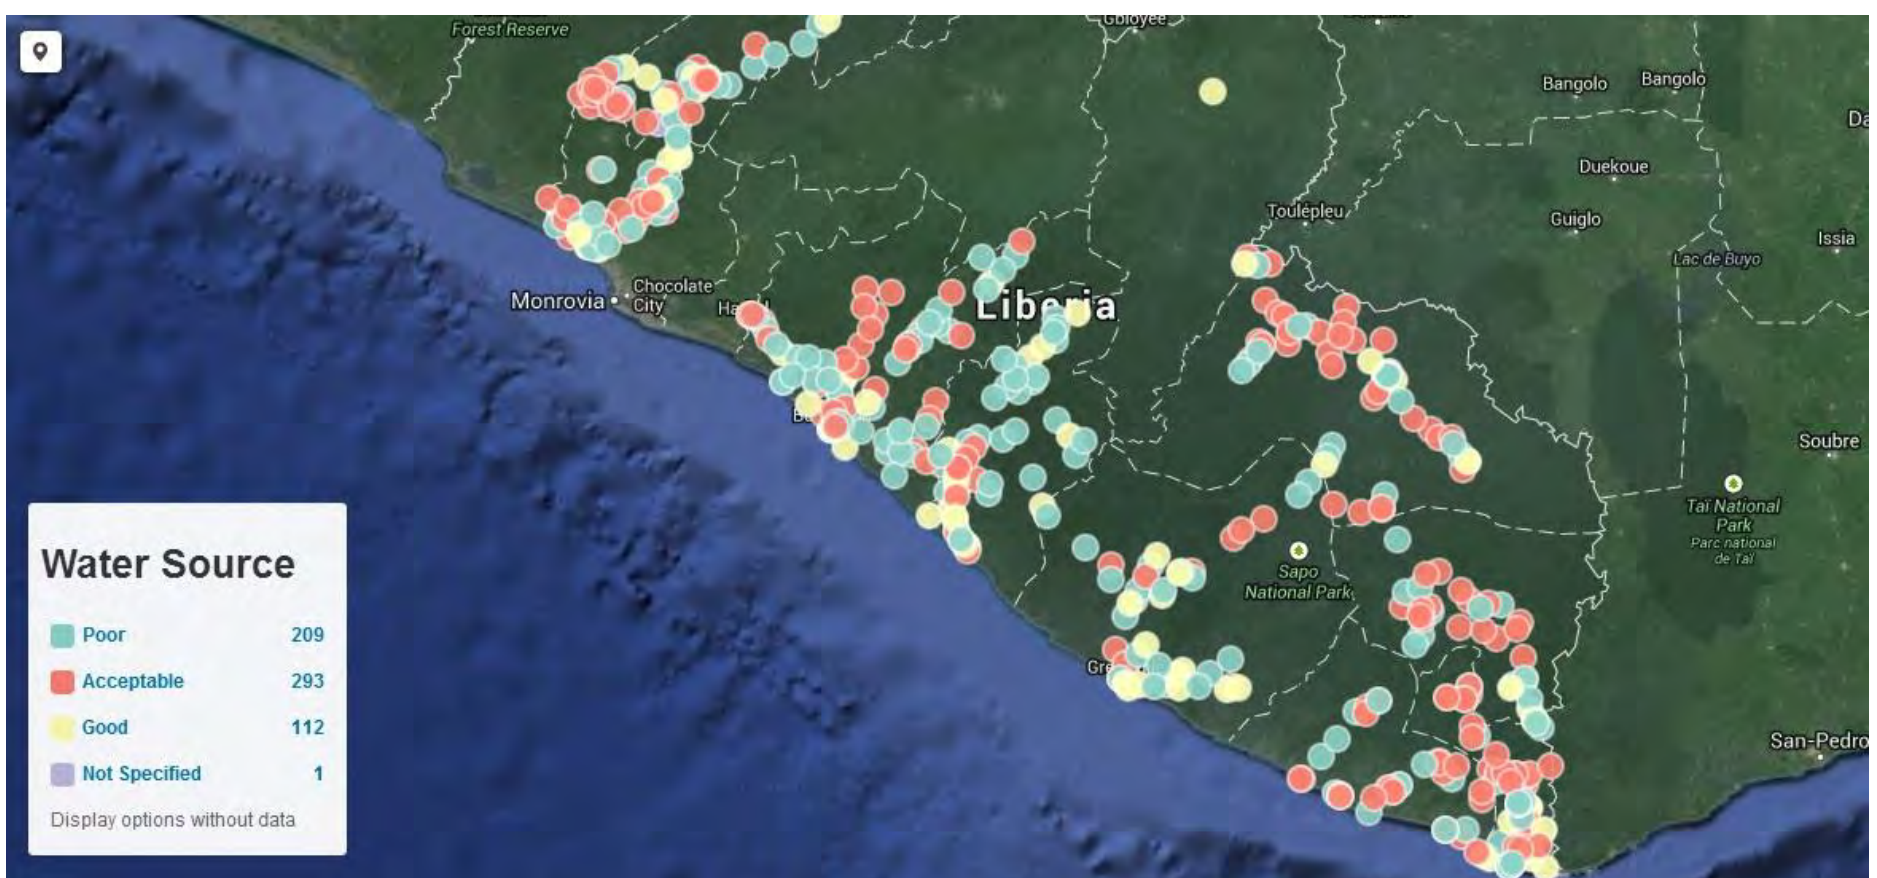 Forest Reserve
Gbloyee
Bangolo
Bangolo
Duekoue
Toulépleu
Guiglo
Issia
Lac de Buyo
Monrovia
Chocolate
City
Liberia
Soubre
Taï National
Park
Parc national
de Taï
Sapo
National Park
San-Pedro
Water Source
Poor 209
Acceptable 293
Good 112
Not Specified 1
Display options without data